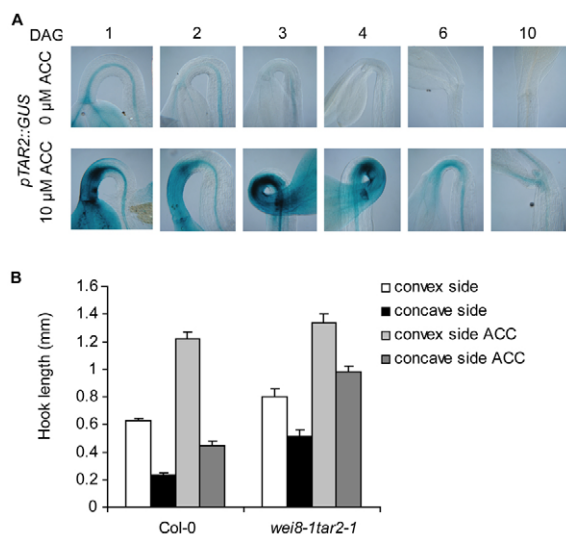 A
DAG 1 2 3 4 6 10
pTAR2::GUS
0 µM ACC
10 µM ACC
B
Hook length (mm)
1.6
1.4
1.2
1
0.8
0.6
0.4
0.2
0
Col-0 wei8-1tar2-1
convex side
concave side
convex side ACC
concave side ACC